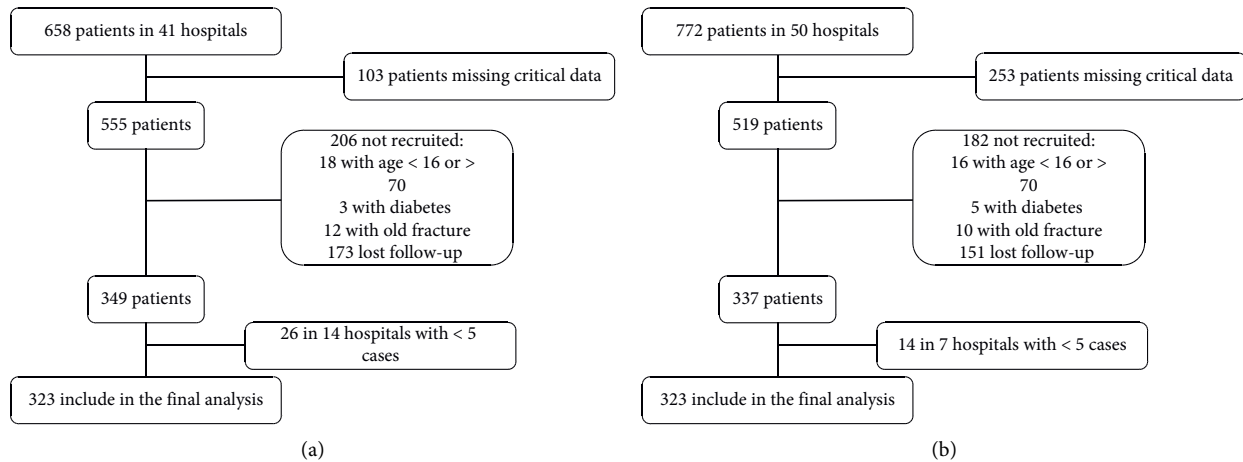 658 patients in 41 hospitals
103 patients missing critical data
555 patients
206 not recruited:
18 with age < 16 or >
70
3 with diabetes
12 with old fracture
173 lost follow-up
349 patients
26 in 14 hospitals with < 5
cases
323 include in the final analysis
(a)
772 patients in 50 hospitals
253 patients missing critical data
519 patients
182 not recruited:
16 with age < 16 or >
70
5 with diabetes
10 with old fracture
151 lost follow-up
337 patients
14 in 7 hospitals with < 5 cases
323 include in the final analysis
(b)